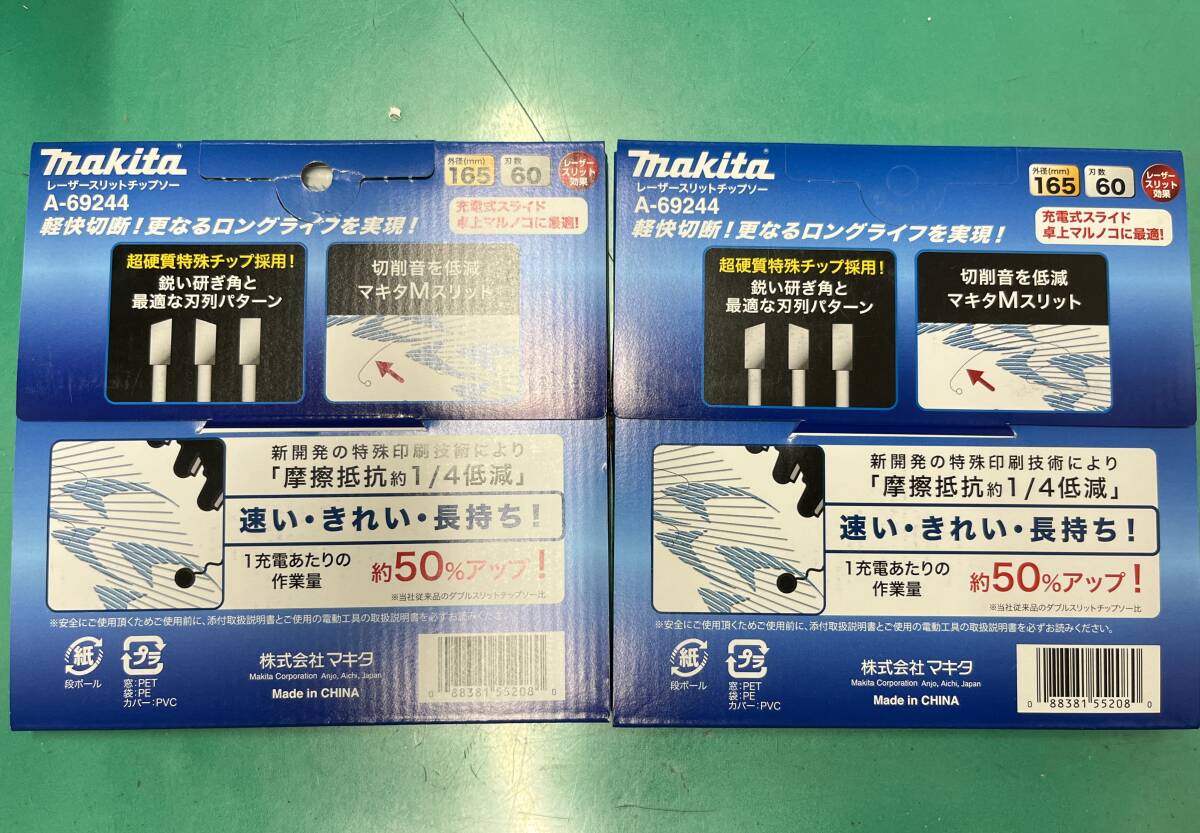 makita
レーザースリットチップソー
A-69244
外径(mm)
165
刃数
60
レーザー
スリット
効果
軽快切断！更なるロングライフを実現！
充電式スライド
卓上マルノコに最適！
超硬質特殊チップ採用！
鋭い研ぎ角と
最適な刃列パターン
切削音を低減
マキタMスリット
新開発の特殊印刷技術により
「摩擦抵抗約1/4低減」
速い・きれい・長持ち！
1充電あたりの
作業量
約50%アップ！
※当社従来品のダブルスリットチップソー比
※安全にご使用頂くためご使用前に、添付取扱説明書とご使用の電動工具の取扱説明書を必ずお読みください。
紙
段ボール
プラ
窓:PET
袋:PE
カバー:PVC
株式会社マキタ
Makita Corporation Anjo, Aichi, Japan
Made in CHINA
0 88381 55208 0
makita
レーザースリットチップソー
A-69244
外径(mm)
165
刃数
60
レーザー
スリット
効果
軽快切断！更なるロングライフを実現！
充電式スライド
卓上マルノコに最適！
超硬質特殊チップ採用！
鋭い研ぎ角と
最適な刃列パターン
切削音を低減
マキタMスリット
新開発の特殊印刷技術により
「摩擦抵抗約1/4低減」
速い・きれい・長持ち！
1充電あたりの
作業量
約50%アップ！
※当社従来品のダブルスリットチップソー比
※安全にご使用頂くためご使用前に、添付取扱説明書とご使用の電動工具の取扱説明書を必ずお読みください。
紙
段ボール
プラ
窓:PET
袋:PE
カバー:PVC
株式会社マキタ
Makita Corporation Anjo, Aichi, Japan
Made in CHINA
0 88381 55208 0